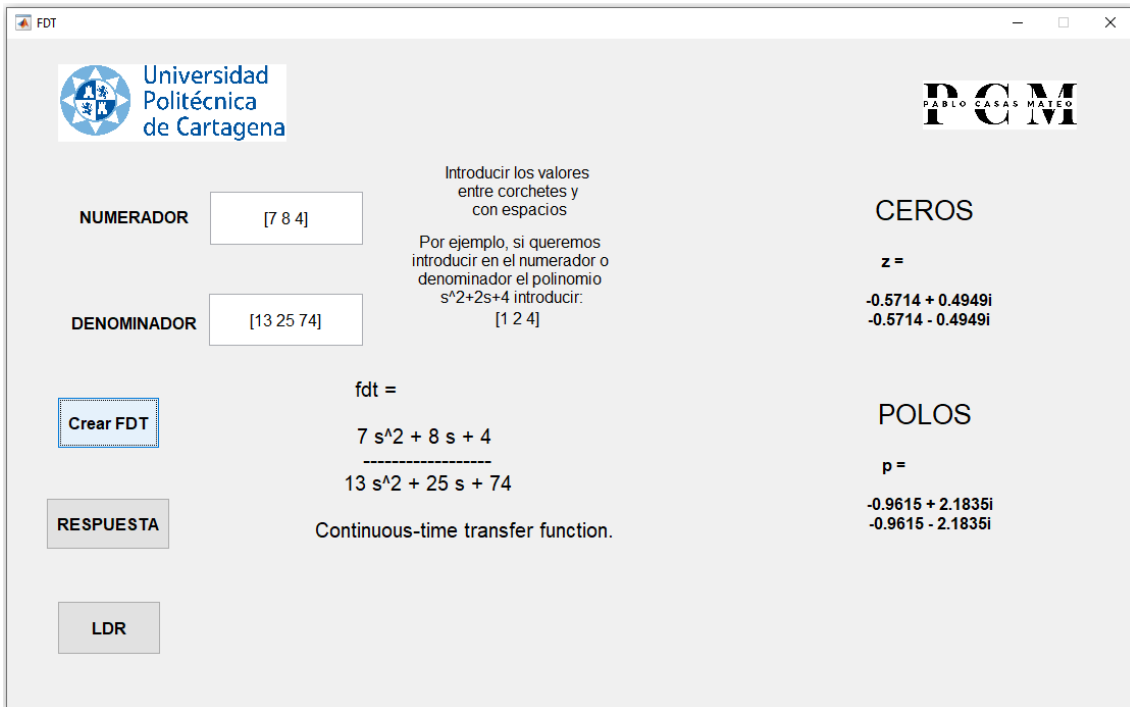 FDT
Universidad
Politécnica
de Cartagena
PCM
PABLO CASAS MATEO
Introducir los valores
entre corchetes y
con espacios
Por ejemplo, si queremos
introducir en el numerador o
denominador el polinomio
s^2+2s+4 introducir:
[1 2 4]
NUMERADOR
[7 8 4]
DENOMINADOR
[13 25 74]
Crear FDT
RESPUESTA
LDR
fdt =
7 s^2 + 8 s + 4
-------------------
13 s^2 + 25 s + 74
Continuous-time transfer function.
CEROS
z =
-0.5714 + 0.4949i
-0.5714 - 0.4949i
POLOS
p =
-0.9615 + 2.1835i
-0.9615 - 2.1835i